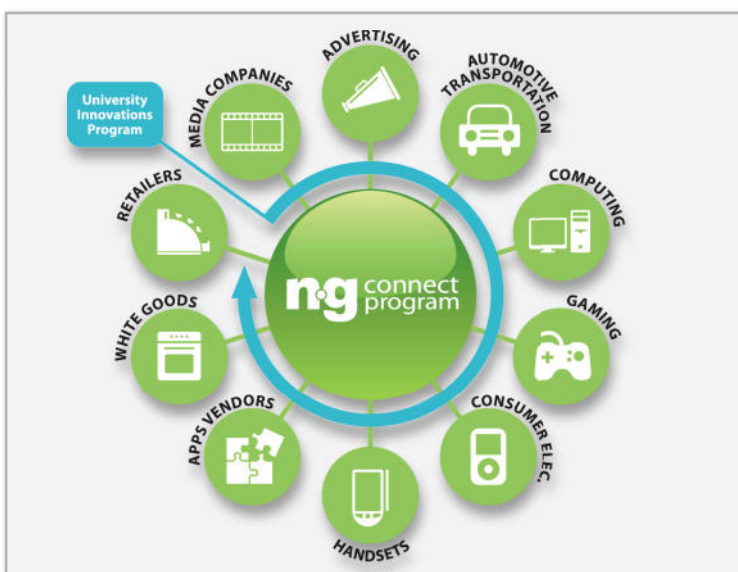 ADVERTISING
AUTOMOTIVE
TRANSPORTATION
MEDIA COMPANIES
University
Innovations
Program
COMPUTING
RETAILERS
n•g connect
program
GAMING
WHITE GOODS
CONSUMER ELEC.
APPS VENDORS
HANDSETS